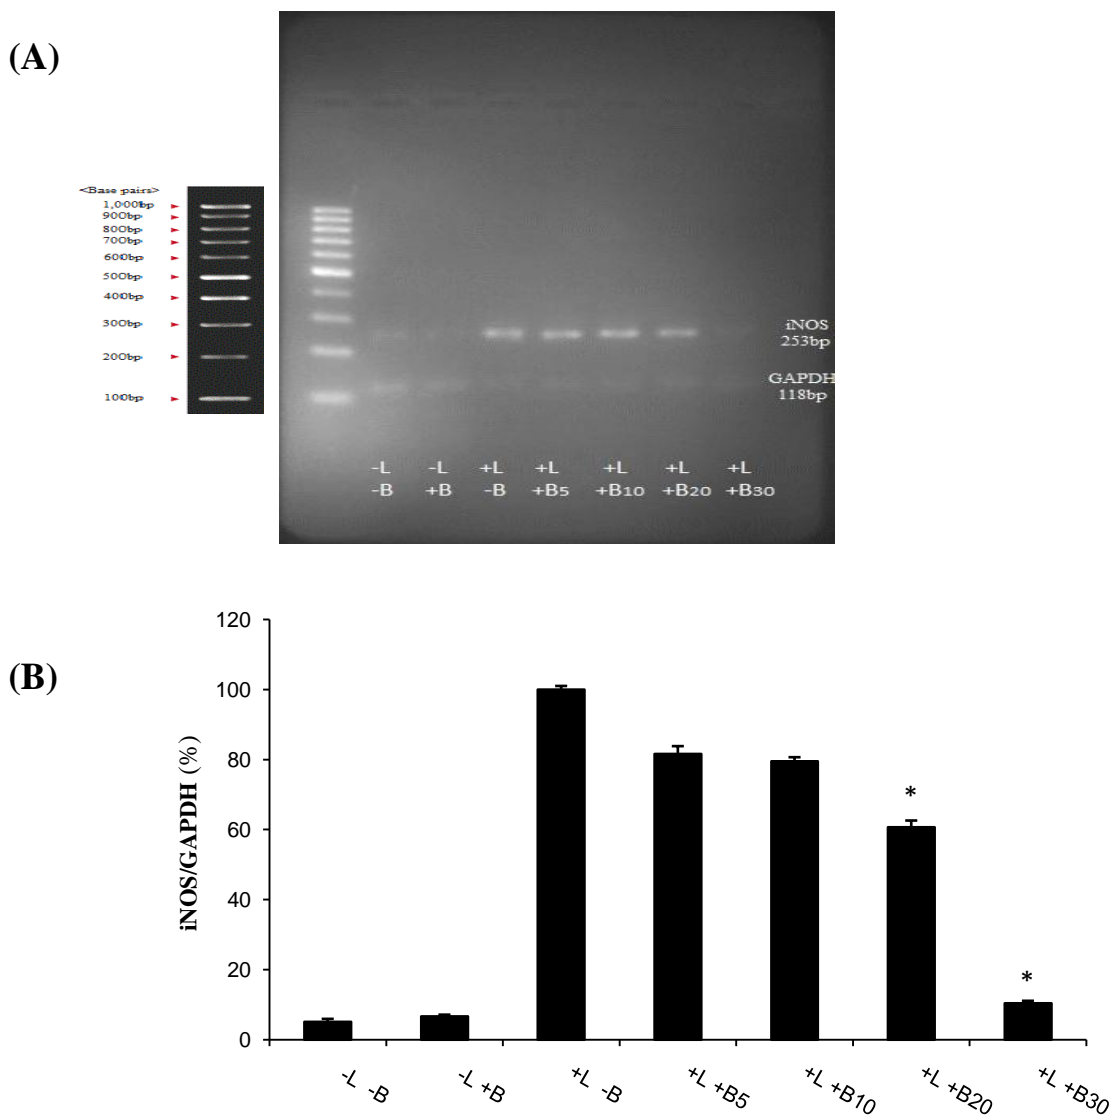 (A)
<Base pairs>
1,000bp
900bp
800bp
700bp
600bp
500bp
400bp
300bp
200bp
100bp
iNOS
253bp
GAPDH
118bp
-L -L +L +L +L +L +L
-B +B -B +B5 +B10 +B20 +B30
(B)
iNOS/GAPDH (%)
120
100
80
60
40
20
0
*
*
-L -B
-L +B
+L -B
+L +B5
+L +B10
+L +B20
+L +B30